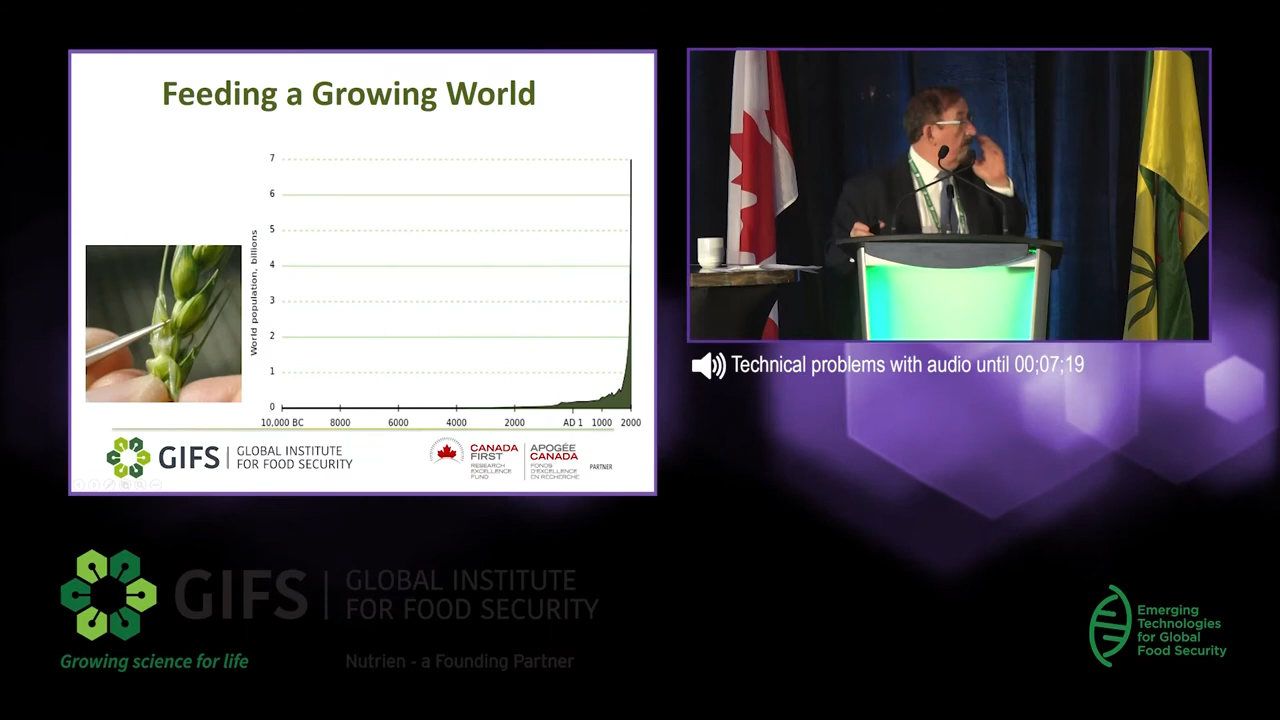 Feeding a Growing World
World population, billions
7
6
5
4
3
2
1
0
10,000 BC 8000 6000 4000 2000 AD 1 1000 2000
GIFS GLOBAL INSTITUTE
FOR FOOD SECURITY
CANADA
FIRST
RESEARCH
EXCELLENCE
FUND
APOGÉE
CANADA
FONDS
D'EXCELLENCE
EN RECHERCHE
PARTNER
Technical problems with audio until 00;07;19
GIFS GLOBAL INSTITUTE
FOR FOOD SECURITY
Growing science for life
Nutrien - a Founding Partner
Emerging
Technologies
for Global
Food Security